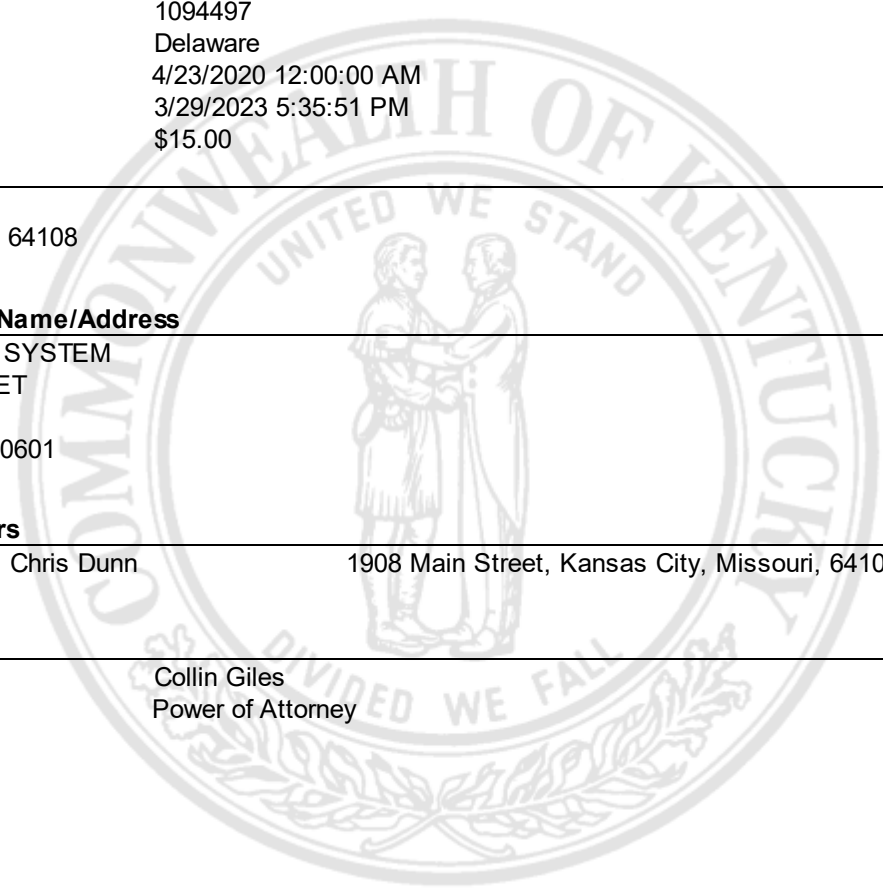 1094497
Delaware
4/23/2020 12:00:00 AM
3/29/2023 5:35:51 PM
$15.00
64108
Name/Address
SYSTEM
ET
0601
rs
Chris Dunn 1908 Main Street, Kansas City, Missouri, 6410
Collin Giles
Power of Attorney
COMMONWEALTH OF KENTUCKY
UNITED WE STAND
DIVIDED WE FALL